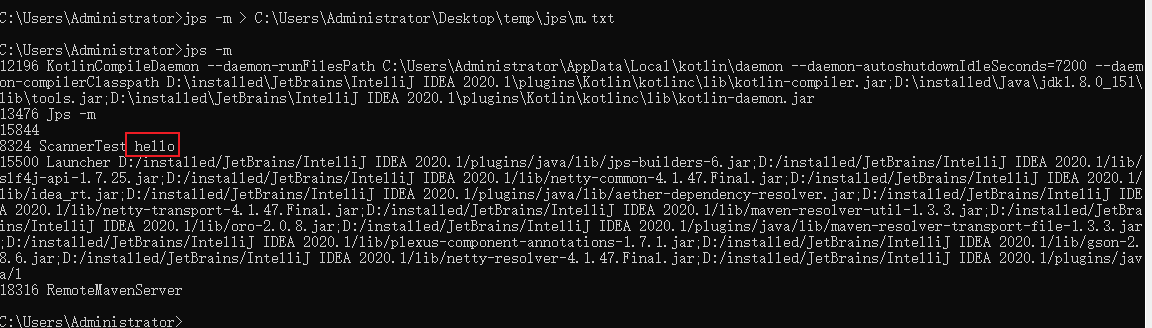 C:\Users\Administrator>jps -m > C:\Users\Administrator\Desktop\temp\jps\m.txt
C:\Users\Administrator>jps -m
12196 KotlinCompileDaemon --daemon-runFilesPath C:\Users\Administrator\AppData\Local\kotlin\daemon --daemon-autoshutdownIdleSeconds=7200 --daem
on-compilerClasspath D:\installed\JetBrains\IntelliJ IDEA 2020.1\plugins\Kotlin\kotlinc\lib\kotlin-compiler.jar;D:\installed\Java\jdk1.8.0_151\
lib\tools.jar;D:\installed\JetBrains\IntelliJ IDEA 2020.1\plugins\Kotlin\kotlinc\lib\kotlin-daemon.jar
13476 Jps -m
15844
8324 ScannerTest hello
15500 Launcher D:/installed/JetBrains/IntelliJ IDEA 2020.1/plugins/java/lib/jps-builders-6.jar;D:/installed/JetBrains/IntelliJ IDEA 2020.1/lib/
slf4j-api-1.7.25.jar;D:/installed/JetBrains/IntelliJ IDEA 2020.1/lib/netty-common-4.1.47.Final.jar;D:/installed/JetBrains/IntelliJ IDEA 2020.1/
lib/idea_rt.jar;D:/installed/JetBrains/IntelliJ IDEA 2020.1/plugins/java/lib/aether-dependency-resolver.jar;D:/installed/JetBrains/IntelliJ IDE
A 2020.1/lib/netty-transport-4.1.47.Final.jar;D:/installed/JetBrains/IntelliJ IDEA 2020.1/lib/maven-resolver-util-1.3.3.jar;D:/installed/JetBra
ins/IntelliJ IDEA 2020.1/lib/oro-2.0.8.jar;D:/installed/JetBrains/IntelliJ IDEA 2020.1/plugins/java/lib/maven-resolver-transport-file-1.3.3.jar
;D:/installed/JetBrains/IntelliJ IDEA 2020.1/lib/plexus-component-annotations-1.7.1.jar;D:/installed/JetBrains/IntelliJ IDEA 2020.1/lib/gson-2.
8.6.jar;D:/installed/JetBrains/IntelliJ IDEA 2020.1/lib/netty-resolver-4.1.47.Final.jar;D:/installed/JetBrains/IntelliJ IDEA 2020.1/plugins/jav
a/l
18316 RemoteMavenServer
C:\Users\Administrator>